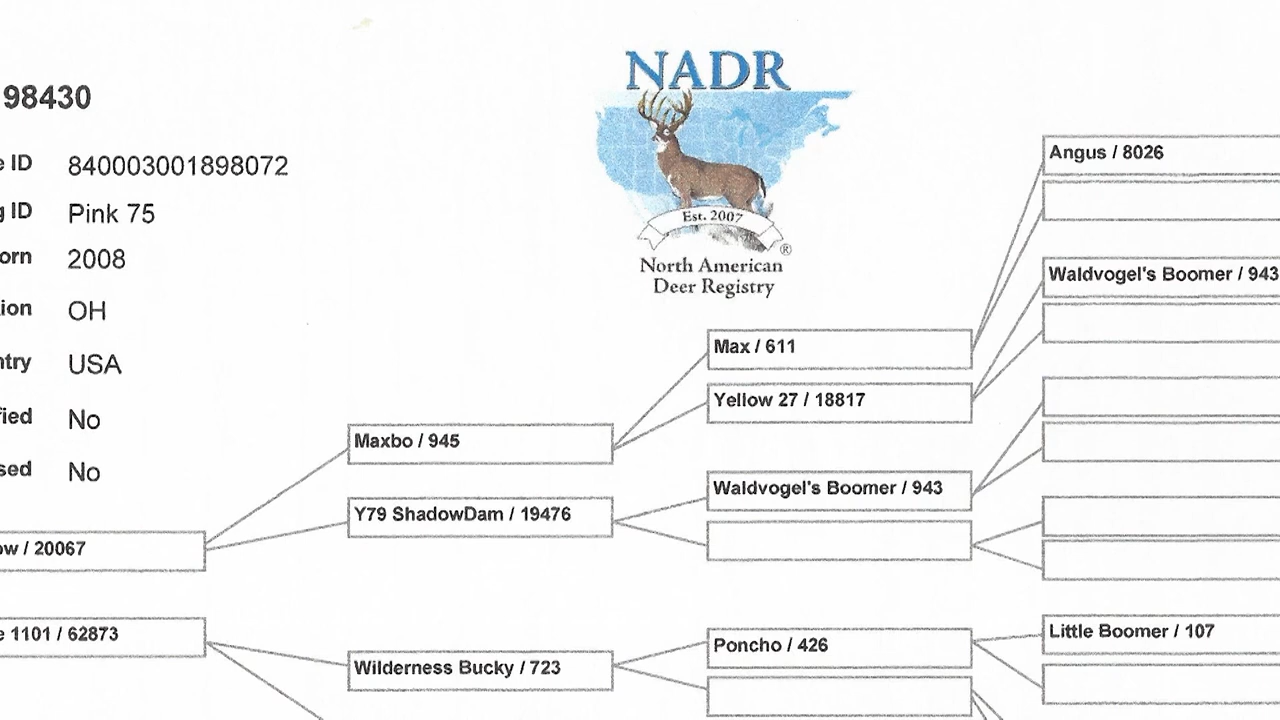 NADR
98430
Angus / 8026
e ID 840003001898072
g ID Pink 75
Est. 2007
®
orn 2008
North American
Deer Registry
Waldvogel's Boomer / 943
ion OH
Max / 611
ntry USA
Yellow 27 / 18817
fied No
Maxbo / 945
sed No
Waldvogel's Boomer / 943
Y79 ShadowDam / 19476
ow / 20067
e 1101 / 62873
Little Boomer / 107
Poncho / 426
Wilderness Bucky / 723